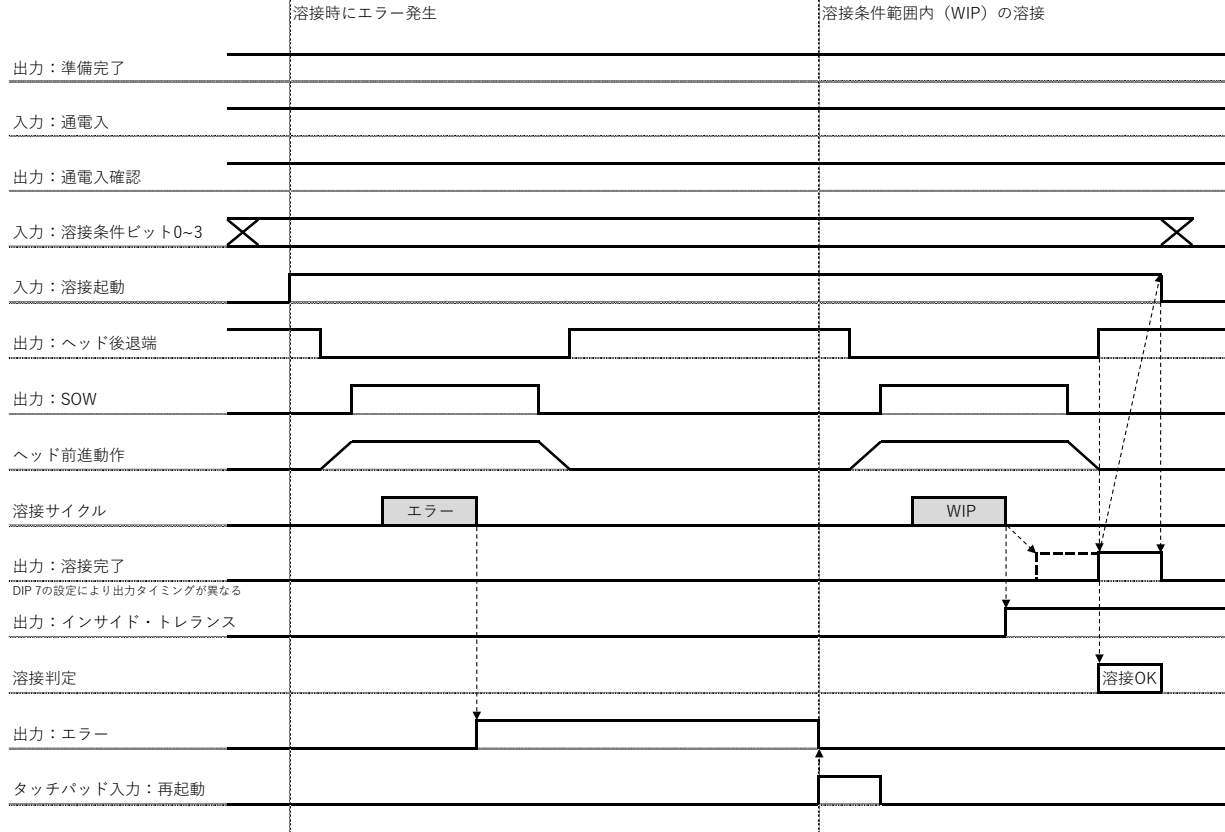 溶接時にエラー発生
溶接条件範囲内（WIP）の溶接
出力：準備完了
入力：通電入
出力：通電入確認
入力：溶接条件ビット0~3
入力：溶接起動
出力：ヘッド後退端
出力：SOW
ヘッド前進動作
溶接サイクル
エラー
WIP
出力：溶接完了
DIP 7の設定により出力タイミングが異なる
出力：インサイド・トレランス
溶接判定
溶接OK
出力：エラー
タッチパッド入力：再起動